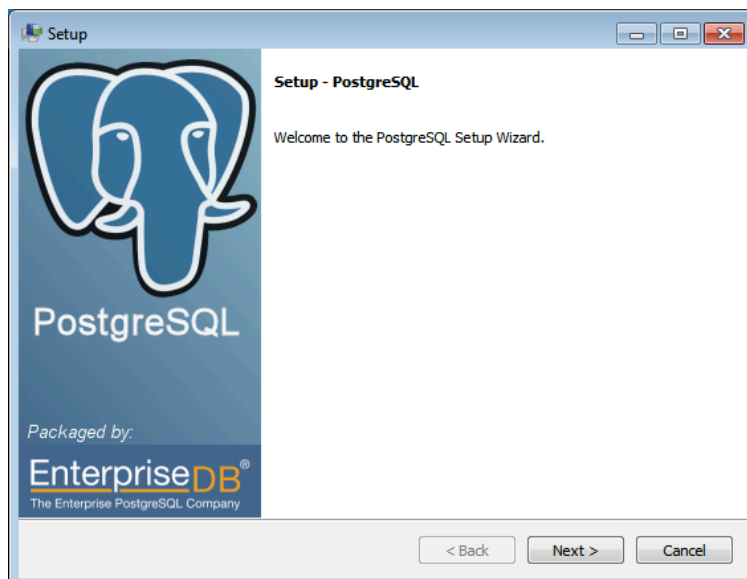 Setup
Setup - PostgreSQL
Welcome to the PostgreSQL Setup Wizard.
PostgreSQL
Packaged by:
EnterpriseDB®
The Enterprise PostgreSQL Company
< Back
Next >
Cancel